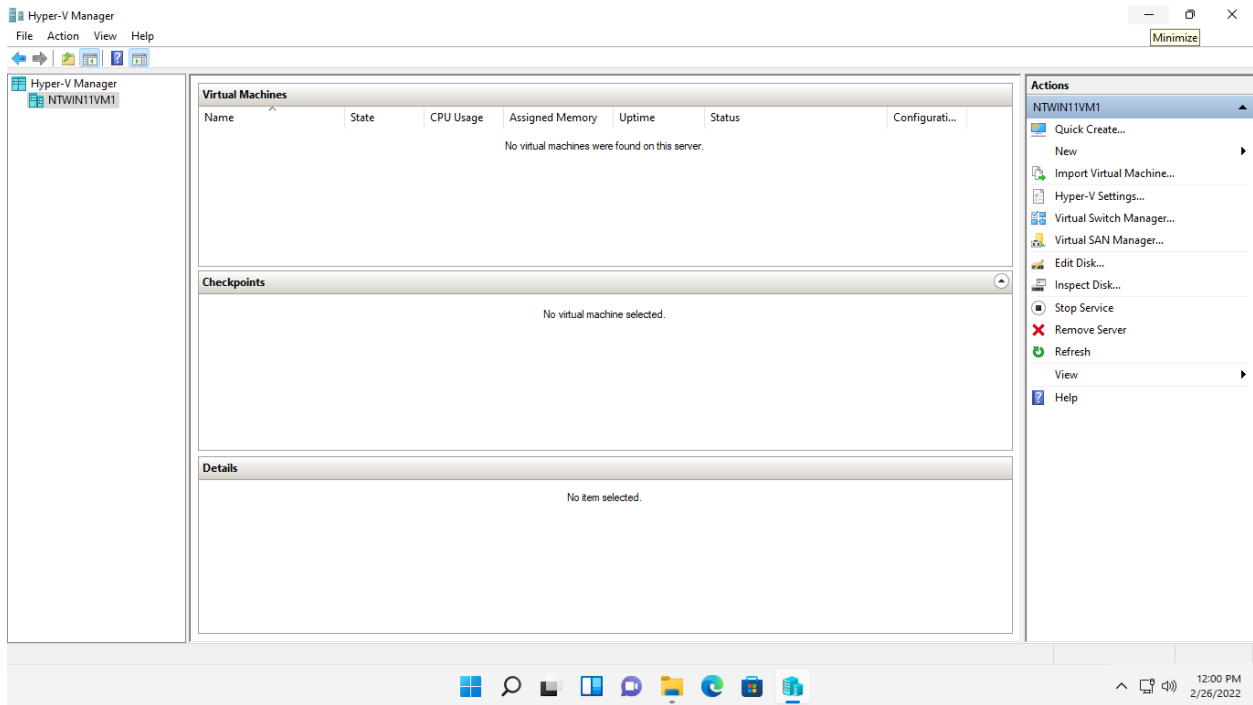 Hyper-V Manager
File Action View Help
Minimize
Hyper-V Manager
NTWIN11VM1
Virtual Machines
Name State CPU Usage Assigned Memory Uptime Status Configurati...
No virtual machines were found on this server.
Checkpoints
No virtual machine selected.
Details
No item selected.
Actions
NTWIN11VM1
Quick Create...
New
Import Virtual Machine...
Hyper-V Settings...
Virtual Switch Manager...
Virtual SAN Manager...
Edit Disk...
Inspect Disk...
Stop Service
Remove Server
Refresh
View
Help
12:00 PM
2/26/2022